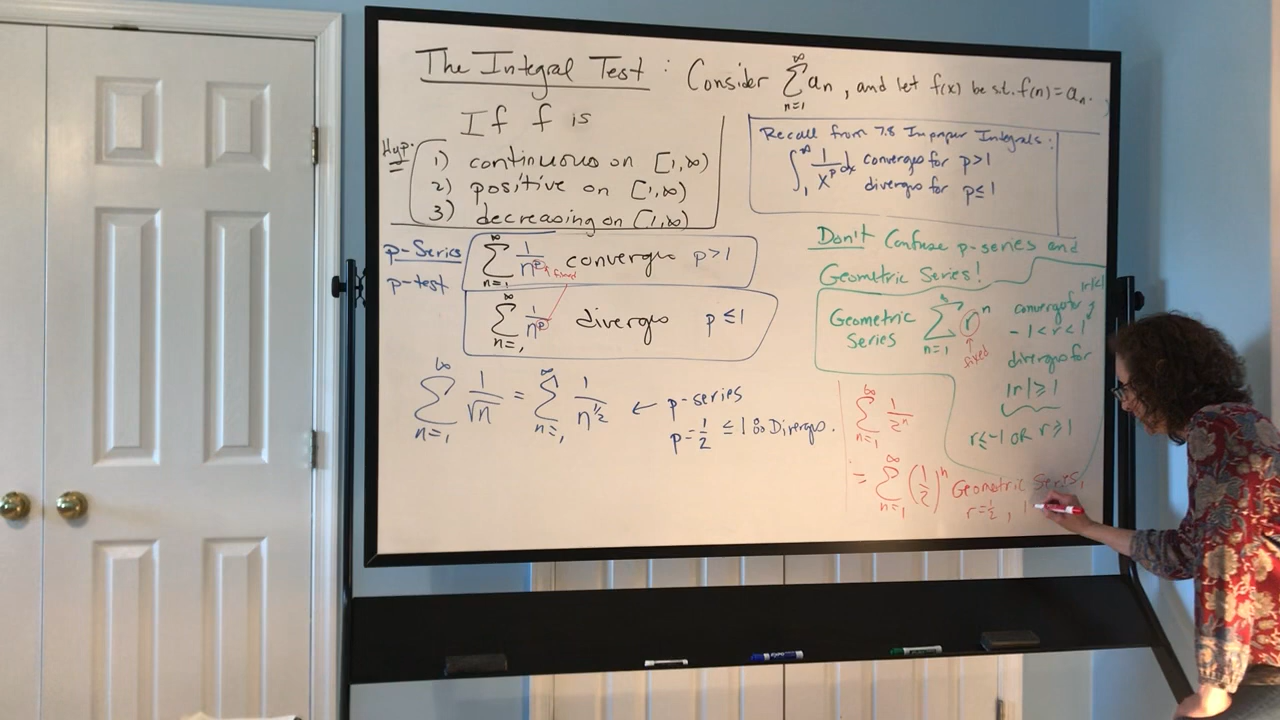 The Integral Test : Consider ∞ Σ n=1 an, and let f(x) be s.t. f(n) = an.
If f is
Hyp:
1) continuous on [1,∞)
2) positive on [1,∞)
3) decreasing on [1,∞)
Recall from 7.8 Improper Integrals:
∫₁^∞ 1/x^p dx converges for p>1
diverges for p≤1
p-Series
p-test
∞ Σ n=1 1/n^p converges p>1
fixed
∞ Σ n=1 1/n^p diverges p≤1
Don't Confuse p-series and
Geometric Series!
Geometric Series ∞ Σ n=1 r^n
fixed
|r|<1
converges for
-1<r<1
diverges for
|r|≥1
r≤-1 OR r≥1
∞ Σ n=1 1/√n = ∞ Σ n=1 1/n^½ ← p-series
p=½ ≤1 ∴ Diverges.
∞ Σ n=1 1/2^n
= ∞ Σ n=1 (1/2)^n Geometric Series,
r=½, |